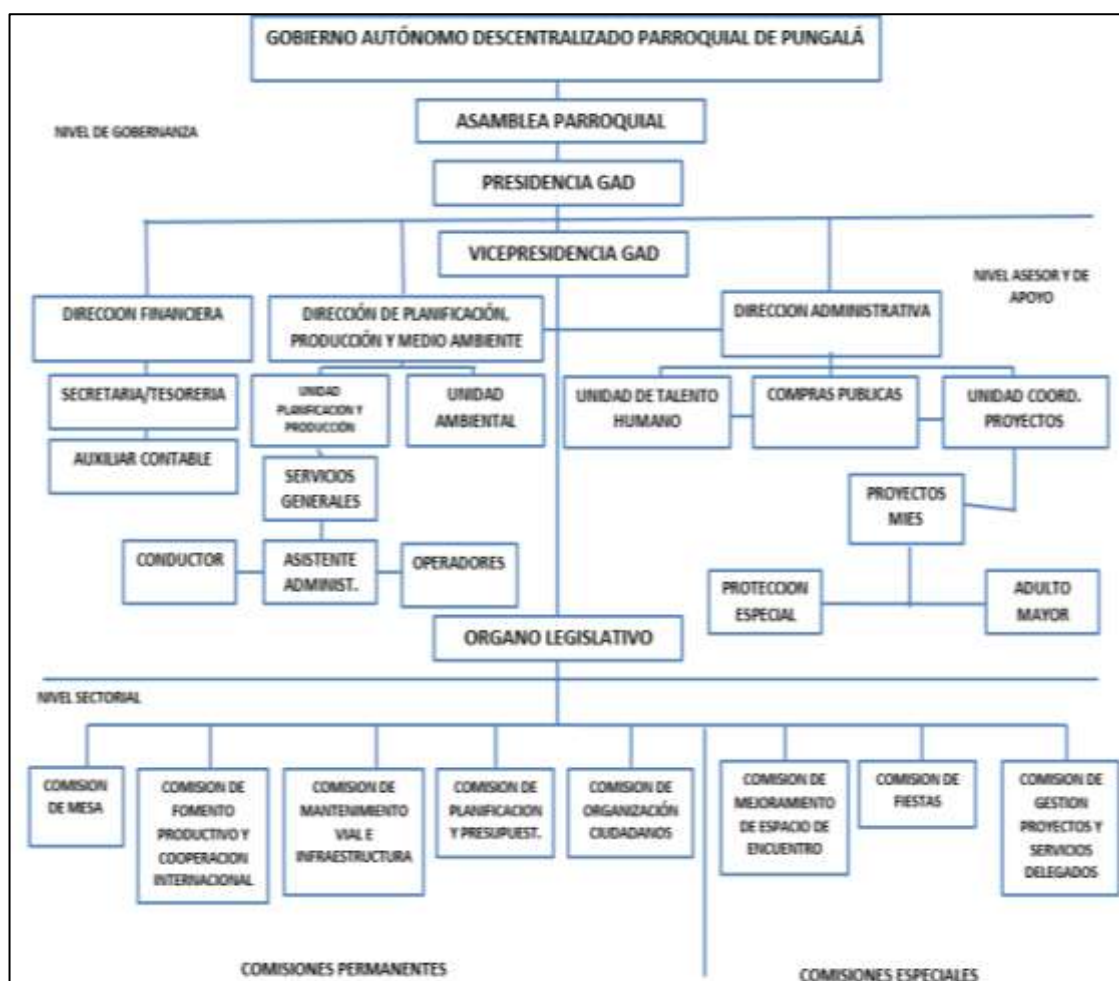 GOBIERNO AUTÓNOMO DESCENTRALIZADO PARROQUIAL DE PUNGALÁ
ASAMBLEA PARROQUIAL
NIVEL DE GOBERNANZA
PRESIDENCIA GAD
VICEPRESIDENCIA GAD
NIVEL ASESOR Y DE
APOYO
DIRECCION FINANCIERA
DIRECCIÓN DE PLANIFICACIÓN,
PRODUCCIÓN Y MEDIO AMBIENTE
DIRECCION ADMINISTRATIVA
SECRETARIA/TESORERIA
UNIDAD
PLANIFICACION Y
PRODUCCIÓN
UNIDAD
AMBIENTAL
UNIDAD DE TALENTO
HUMANO
COMPRAS PUBLICAS
UNIDAD COORD.
PROYECTOS
AUXILIAR CONTABLE
SERVICIOS
GENERALES
PROYECTOS
MIES
CONDUCTOR
ASISTENTE
ADMINIST.
OPERADORES
PROTECCION
ESPECIAL
ADULTO
MAYOR
ORGANO LEGISLATIVO
NIVEL SECTORIAL
COMISION
DE MESA
COMISION DE
FOMENTO
PRODUCTIVO Y
COOPERACION
INTERNACIONAL
COMISION DE
MANTENIMIENTO
VIAL E
INFRAESTRUCTURA
COMISION DE
PLANIFICACION
Y PRESUPUEST.
COMISION DE
ORGANIZACIÓN
CIUDADANOS
COMISION DE
MEJORAMIENTO
DE ESPACIO DE
ENCUENTRO
COMISION DE
FIESTAS
COMISION DE
GESTION
PROYECTOS Y
SERVICIOS
DELEGADOS
COMISIONES PERMANENTES
COMISIONES ESPECIALES